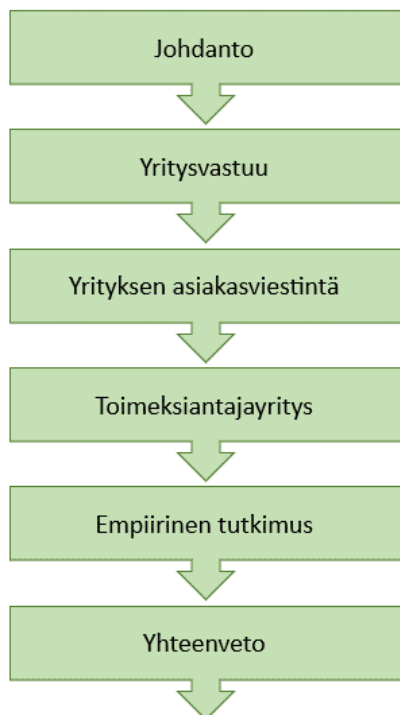 Johdanto
Yritysvastuu
Yrityksen asiakasviestintä
Toimeksiantajayritys
Empiirinen tutkimus
Yhteenveto